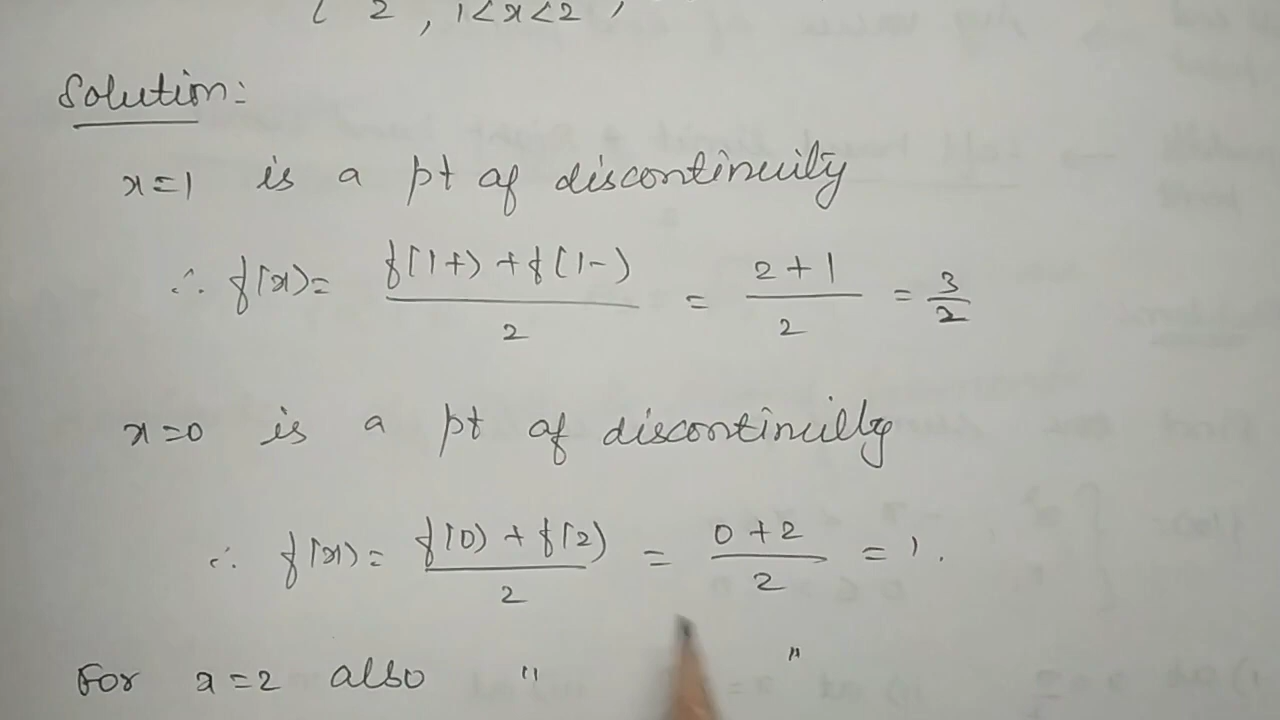 2 , 1<x<2 ,
Solution:
x=1 is a pt of discontinuity
∴ f(x)= f(1+) + f(1-) / 2 = 2+1 / 2 = 3/2
x=0 is a pt of discontinuity
∴ f(x)= f(0) + f(2) / 2 = 0+2 / 2 = 1.
For x=2 also " "